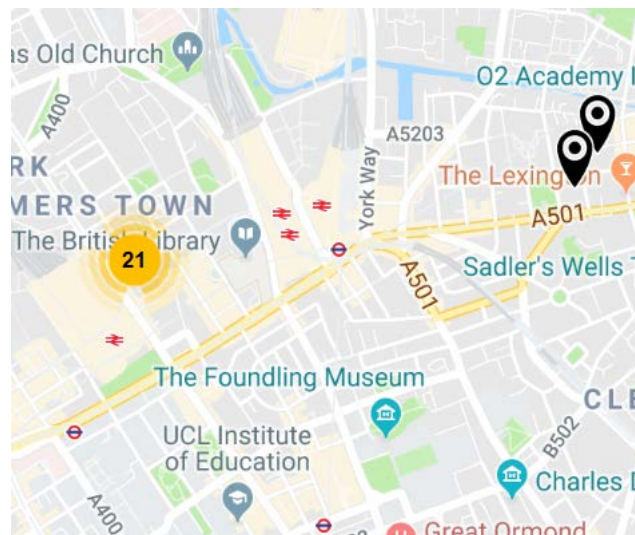 as Old Church
A400
O2 Academy
A5203
York Way
The Lexington
RK
MERS TOWN
The British Library
21
A501
A501
Sadler's Wells
The Foundling Museum
CLE
UCL Institute
of Education
B502
A400
Charles
Great Ormond